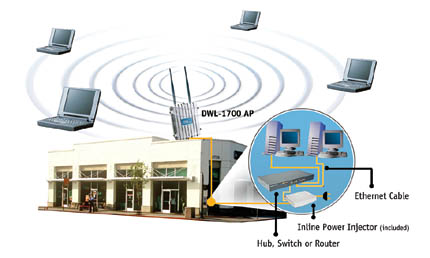 DWL-1700 AP
Ethernet Cable
Inline Power Injector (included)
Hub, Switch or Router